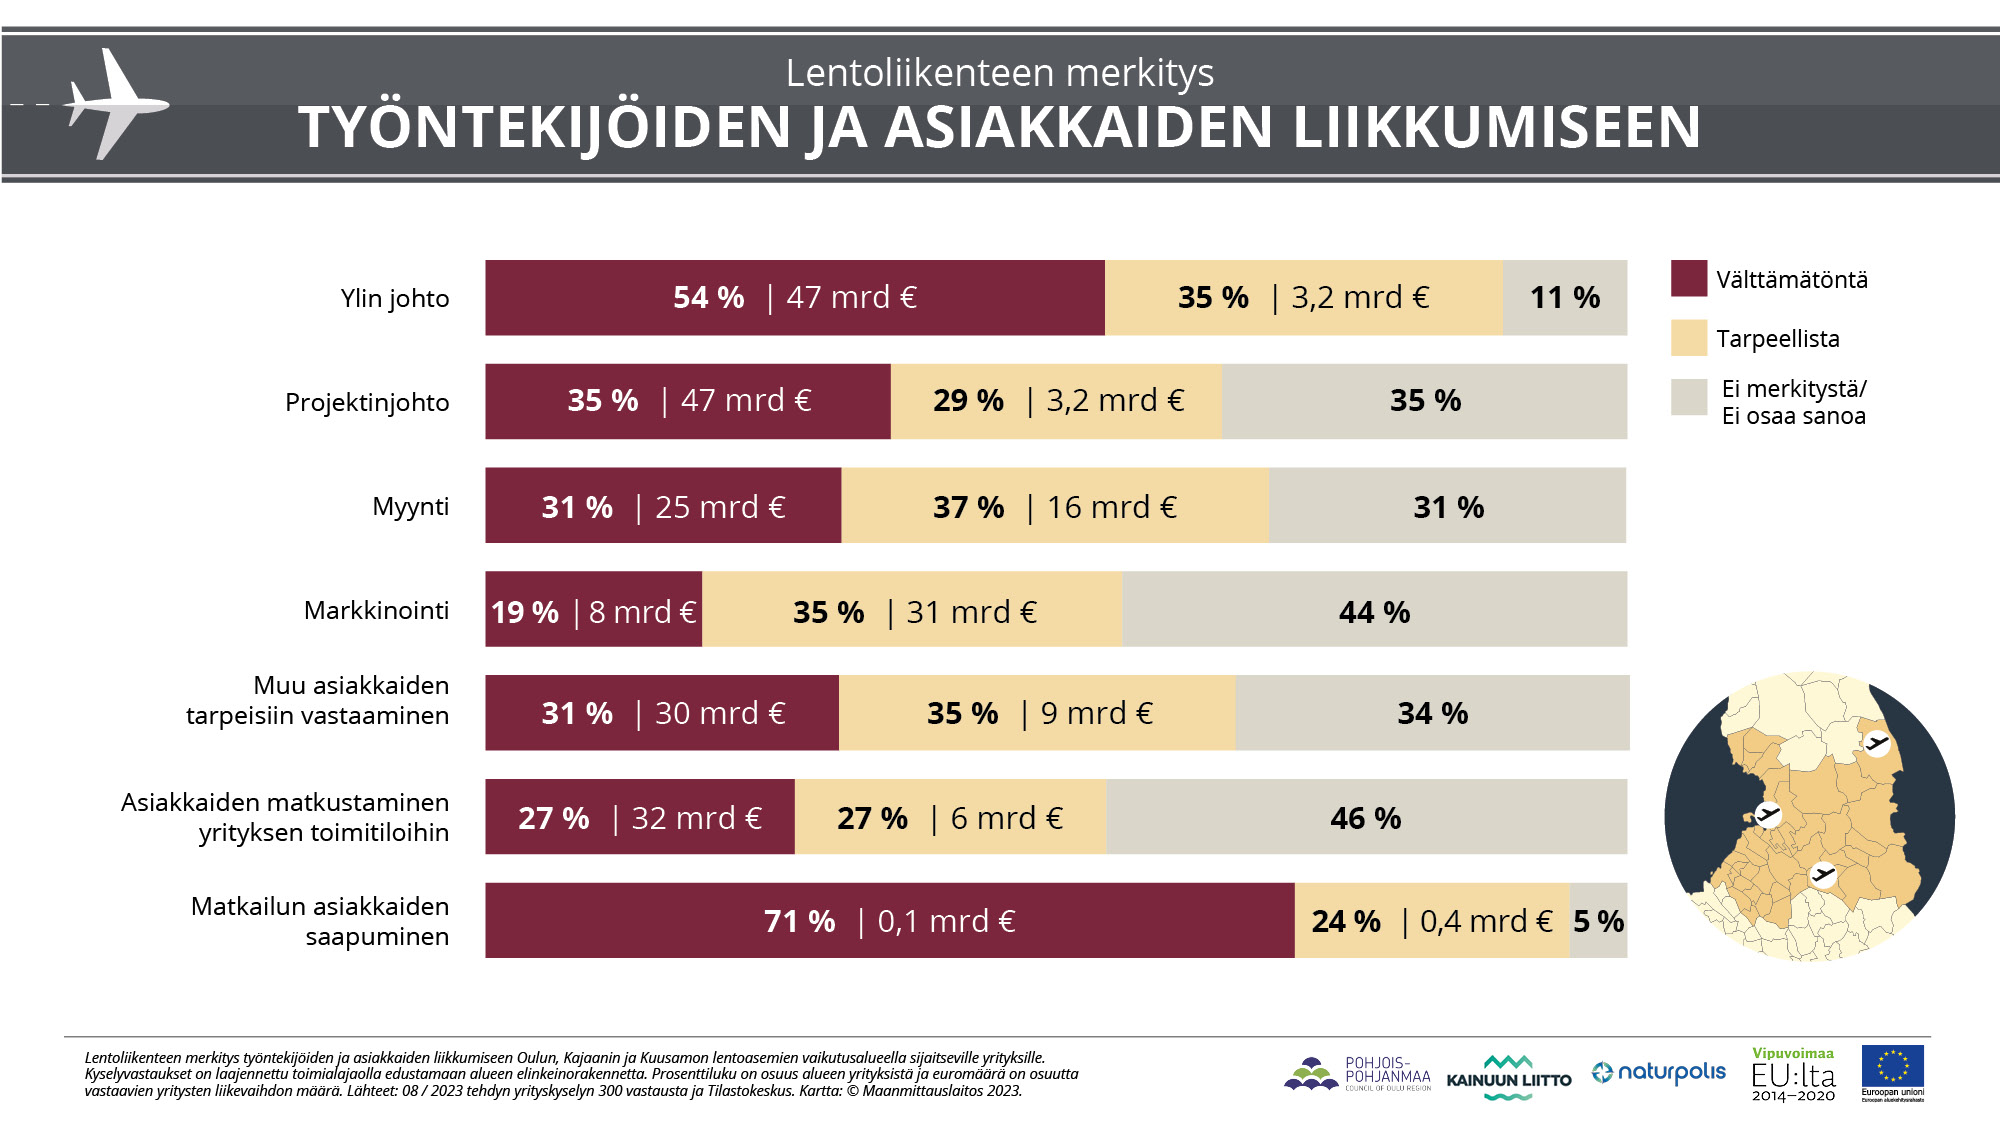 Lentoliikenteen merkitys
TYÖNTEKIJÖIDEN JA ASIAKKAIDEN LIIKKUMISEEN
Ylin johto
54 % | 47 mrd €
35 % | 3,2 mrd €
11 %
Projektinjohto
35 % | 47 mrd €
29 % | 3,2 mrd €
35 %
Myynti
31 % | 25 mrd €
37 % | 16 mrd €
31 %
Markkinointi
19 % | 8 mrd €
35 % | 31 mrd €
44 %
Muu asiakkaiden
tarpeisiin vastaaminen
31 % | 30 mrd €
35 % | 9 mrd €
34 %
Asiakkaiden matkustaminen
yrityksen toimitiloihin
27 % | 32 mrd €
27 % | 6 mrd €
46 %
Matkailun asiakkaiden
saapuminen
71 % | 0,1 mrd €
24 % | 0,4 mrd €
5 %
Välttämätöntä
Tarpeellista
Ei merkitystä/
Ei osaa sanoa
Lentoliikenteen merkitys työntekijöiden ja asiakkaiden liikkumiseen Oulun, Kajaanin ja Kuusamon lentoasemien vaikutusalueella sijaitseville yrityksille.
Kyselyvastaukset on laajennettu toimialajaolla edustamaan alueen elinkeinorakennetta. Prosenttiluku on osuus alueen yrityksistä ja euromäärä on osuutta
vastaavien yritysten liikevaihdon määrä. Lähteet: 08 / 2023 tehdyn yrityskyselyn 300 vastausta ja Tilastokeskus. Kartta: © Maanmittauslaitos 2023.
POHJOIS-
POHJANMAA
COUNCIL OF OULU REGION
KAINUUN LIITTO
naturpolis
Vipuvoimaa
EU:lta
2014–2020
Euroopan unioni
Euroopan aluekehitysrahasto